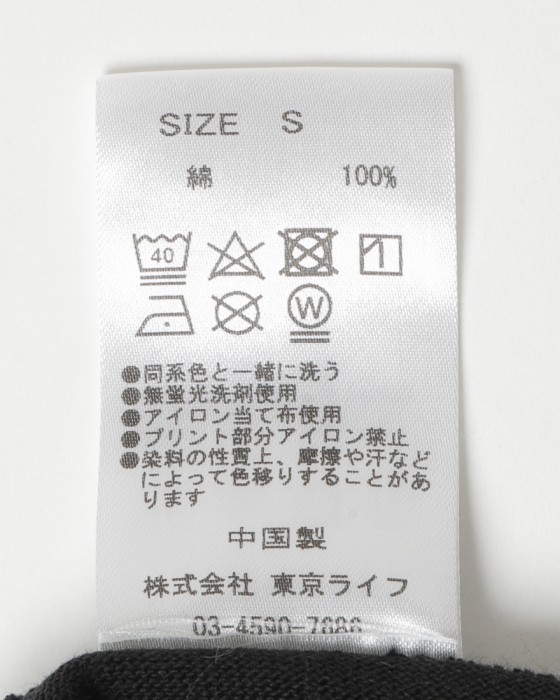 SIZE S
綿 100%
40
W
●同系色と一緒に洗う
●無蛍光洗剤使用
●アイロン当て布使用
●プリント部分アイロン禁止
●染料の性質上、摩擦や汗など
によって色移りすることがあ
ります
中国製
株式会社 東京ライフ
03-4590-7686